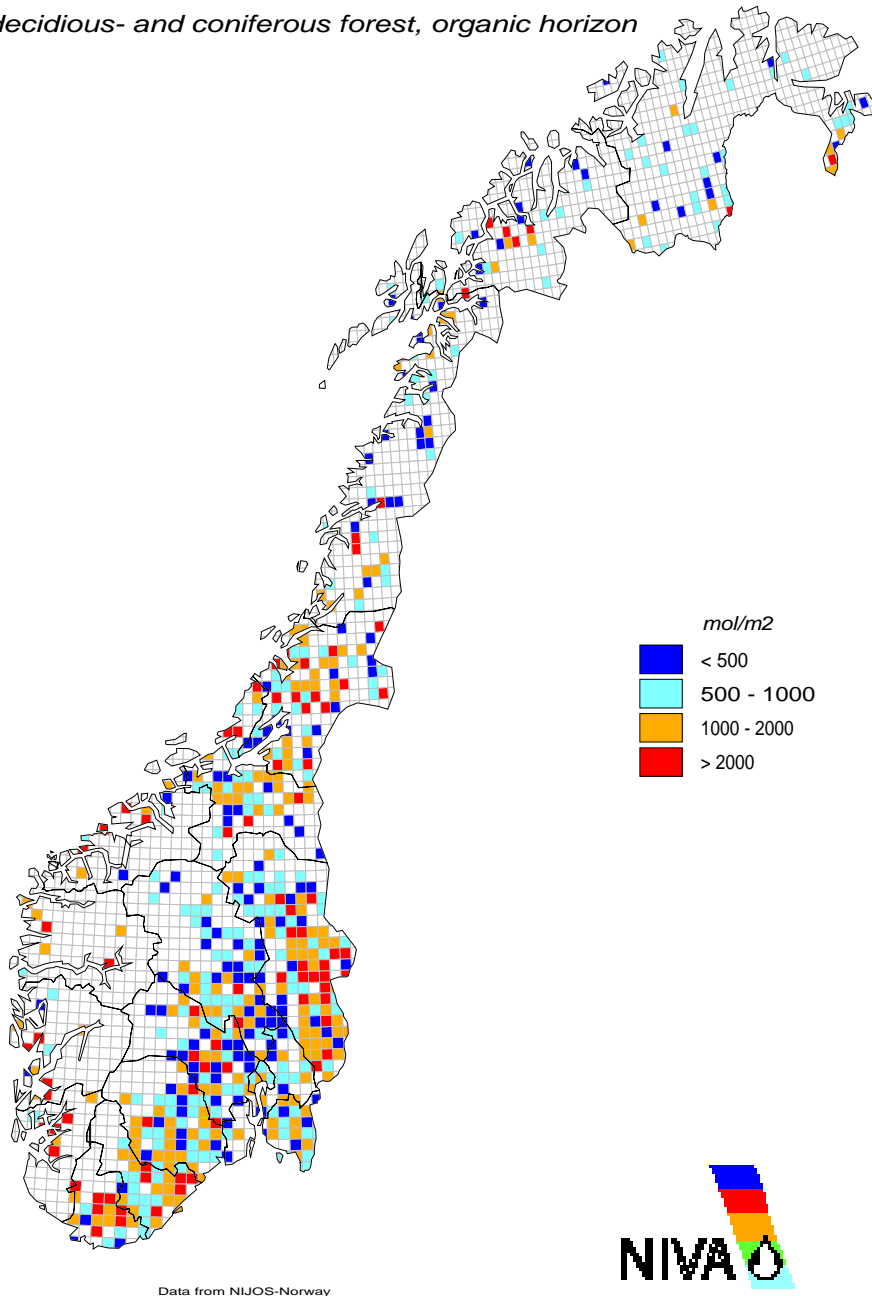 decidious- and coniferous forest, organic horizon
mol/m2
< 500
500 - 1000
1000 - 2000
> 2000
NIVA
Data from NIJOS-Norway